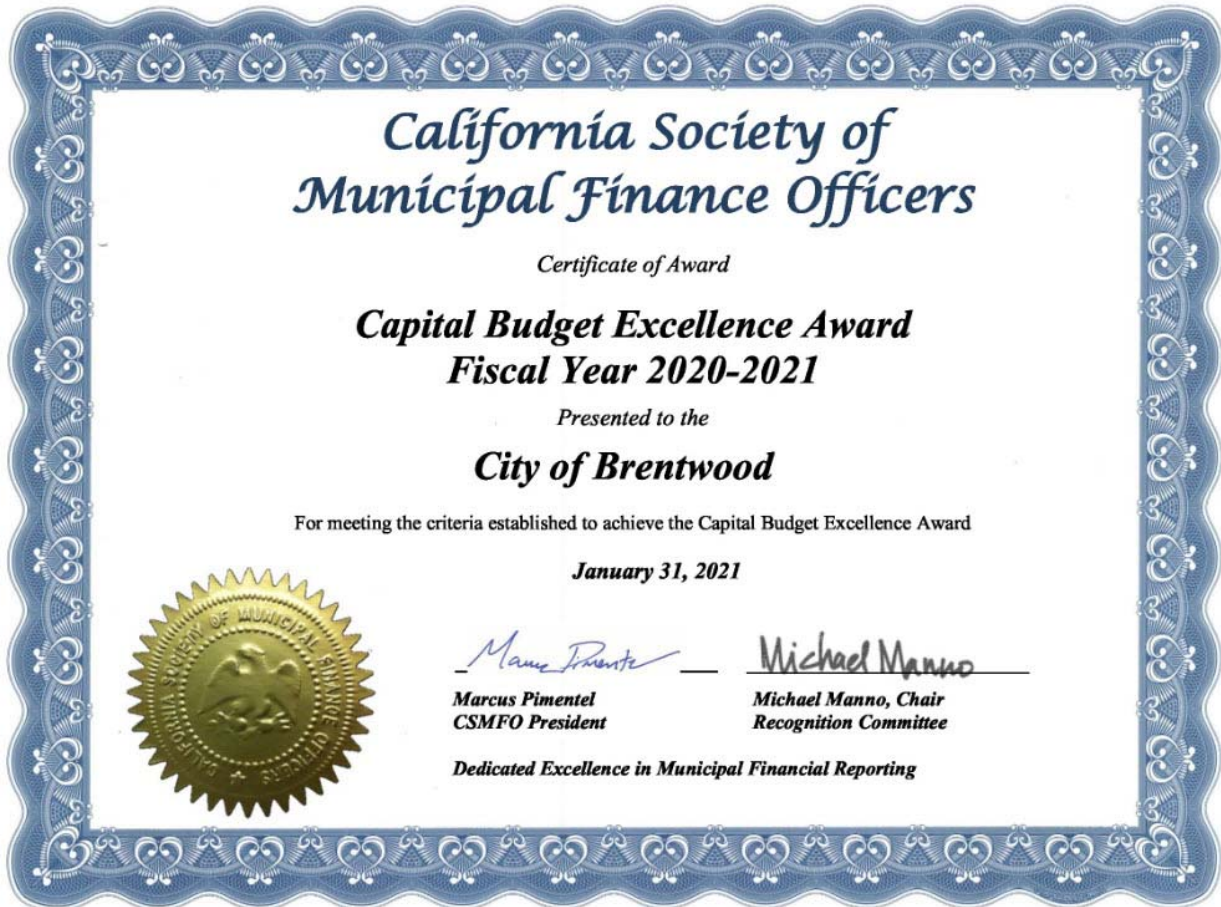 California Society of
Municipal Finance Officers
Certificate of Award
Capital Budget Excellence Award
Fiscal Year 2020-2021
Presented to the
City of Brentwood
For meeting the criteria established to achieve the Capital Budget Excellence Award
January 31, 2021
CALIFORNIA SOCIETY OF MUNICIPAL FINANCE OFFICERS
Michael Manno
Marcus Pimentel
Michael Manno, Chair
CSMFO President
Recognition Committee
Dedicated Excellence in Municipal Financial Reporting